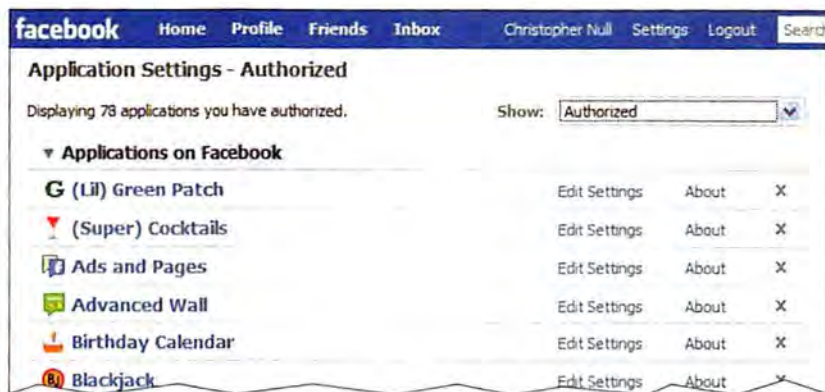 facebook Home Profile Friends Inbox Christopher Null Settings Logout Search
Application Settings - Authorized
Displaying 78 applications you have authorized. Show: Authorized
Applications on Facebook
G (Lil) Green Patch Edit Settings About X
(Super) Cocktails Edit Settings About X
Ads and Pages Edit Settings About X
Advanced Wall Edit Settings About X
Birthday Calendar Edit Settings About X
BJ Blackjack Edit Settings About X